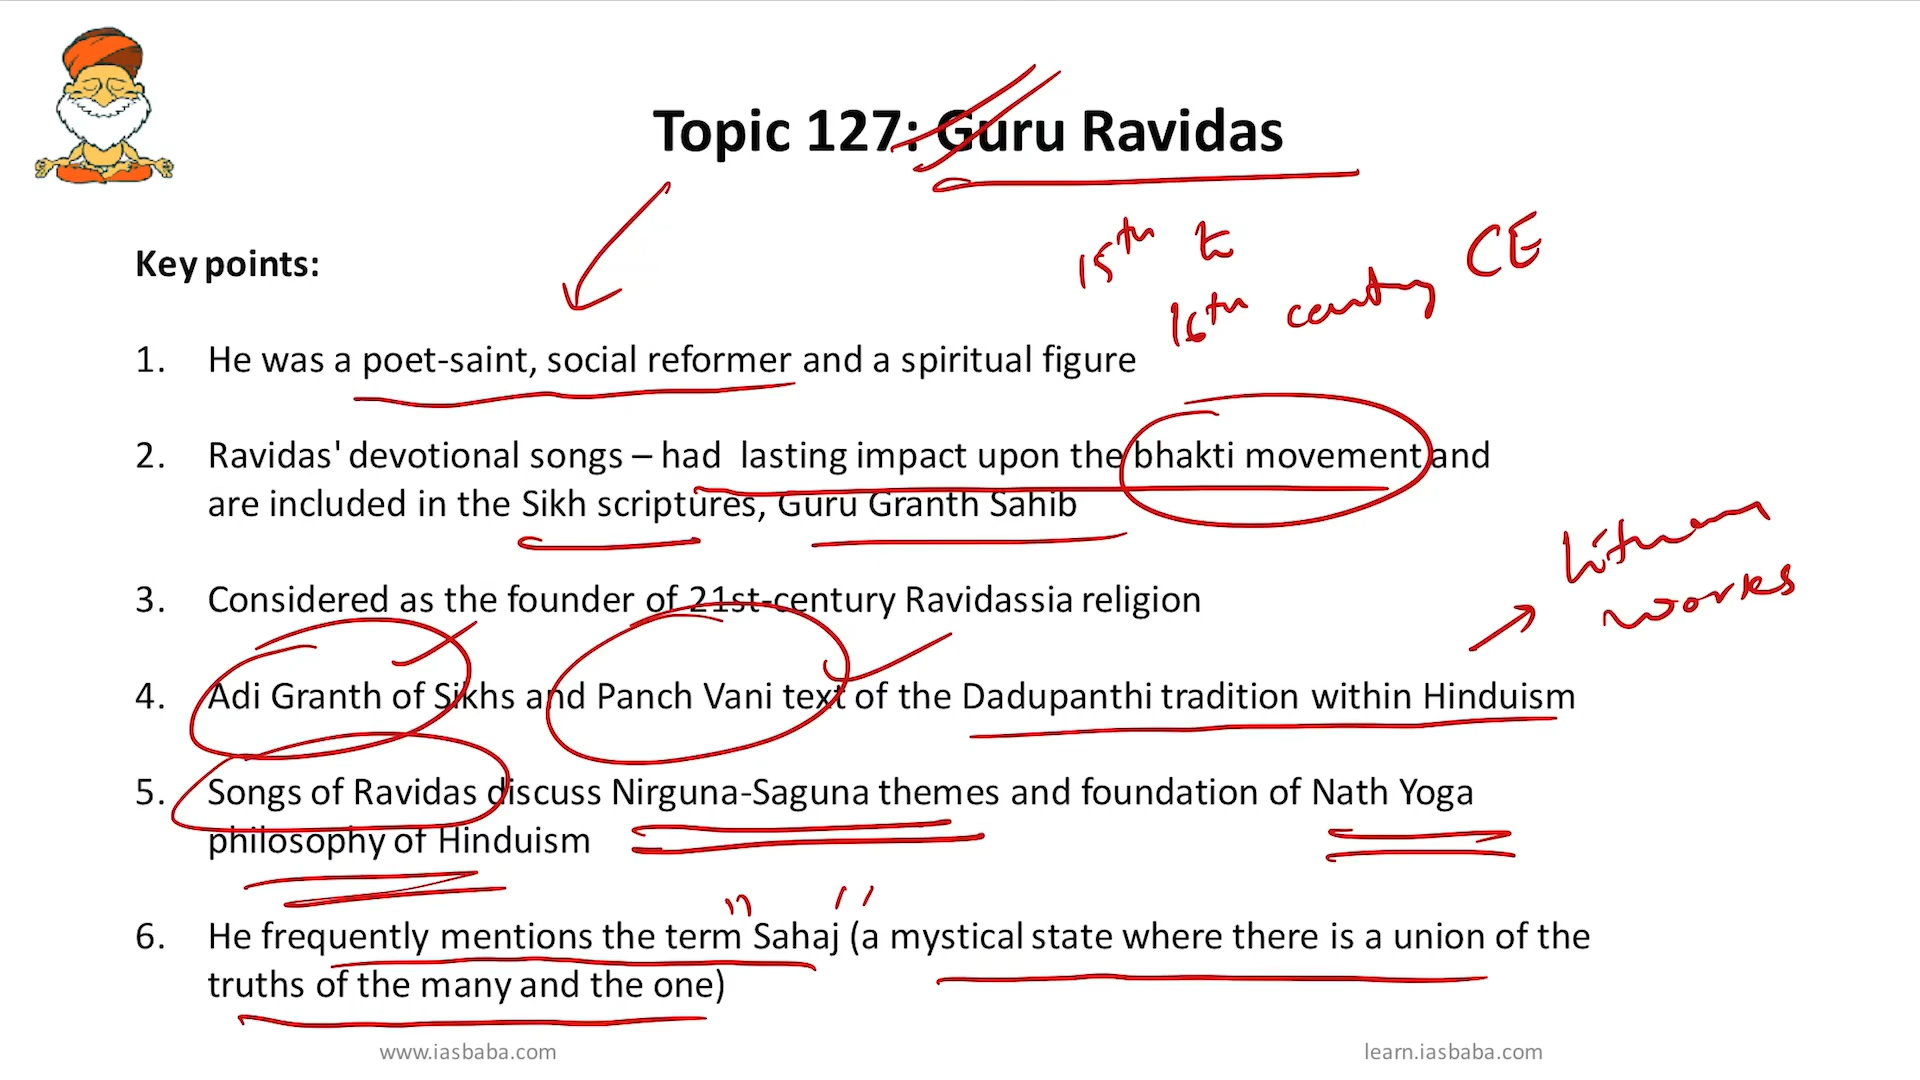 Topic 127: Guru Ravidas
15th to
16th century CE
Key points:
1. He was a poet-saint, social reformer and a spiritual figure
2. Ravidas' devotional songs – had lasting impact upon the bhakti movement and
are included in the Sikh scriptures, Guru Granth Sahib
3. Considered as the founder of 21st-century Ravidassia religion
Literary
works
4. Adi Granth of Sikhs and Panch Vani text of the Dadupanthi tradition within Hinduism
5. Songs of Ravidas discuss Nirguna-Saguna themes and foundation of Nath Yoga
philosophy of Hinduism
6. He frequently mentions the term Sahaj (a mystical state where there is a union of the
truths of the many and the one)
www.iasbaba.com
learn.iasbaba.com